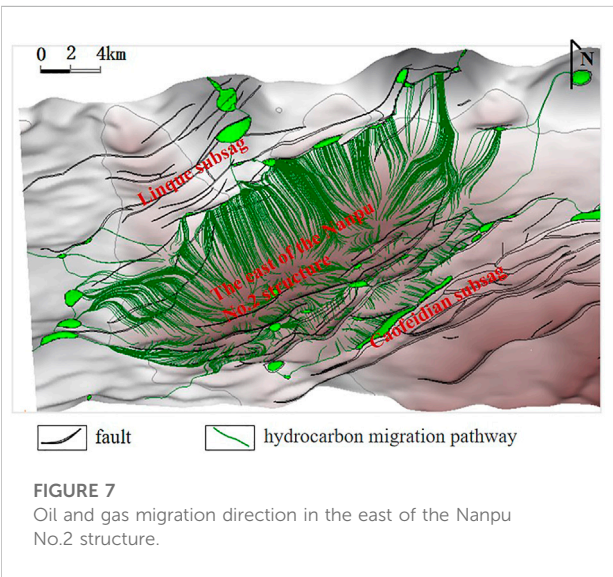 0 2 4km
N
Linque subsag
The east of the Nanpu
No.2 structure
Caofeidian subsag
fault
hydrocarbon migration pathway
FIGURE 7
Oil and gas migration direction in the east of the Nanpu
No.2 structure.